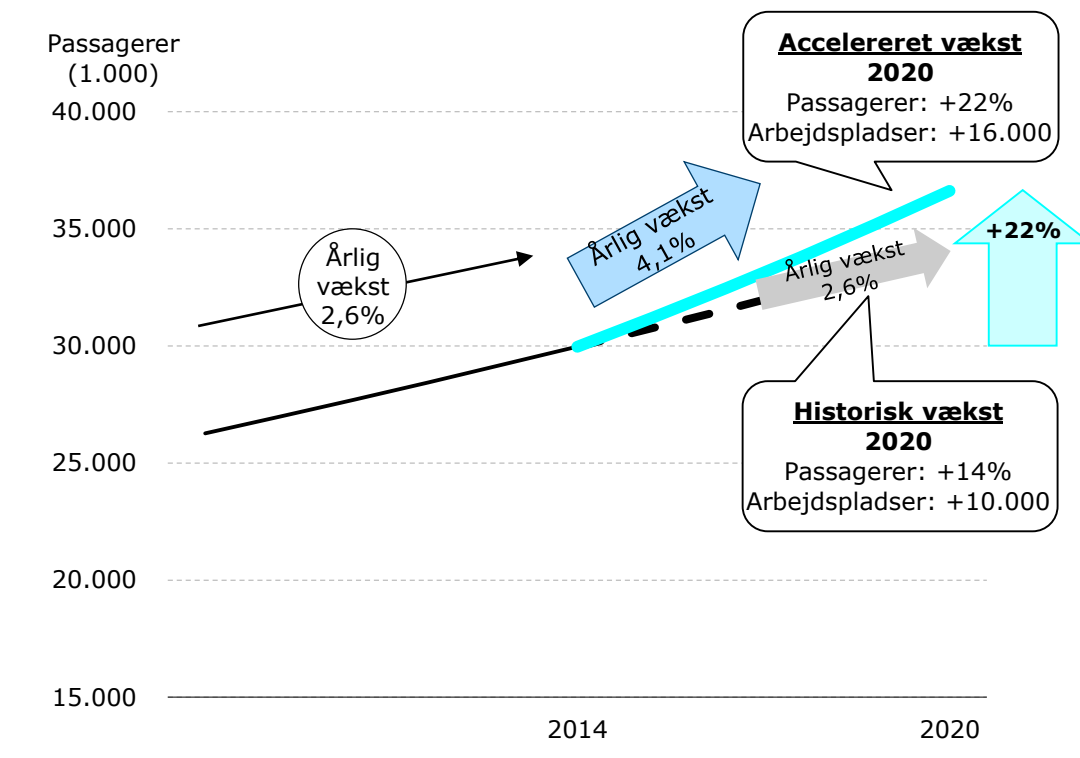 Passagerer
(1.000)
40.000
35.000
30.000
25.000
20.000
15.000
2014
2020
Årlig
vækst
2,6%
Årlig vækst
4,1%
Årlig vækst
2,6%
Accelereret vækst
2020
Passagerer: +22%
Arbejdspladser: +16.000
+22%
Historisk vækst
2020
Passagerer: +14%
Arbejdspladser: +10.000